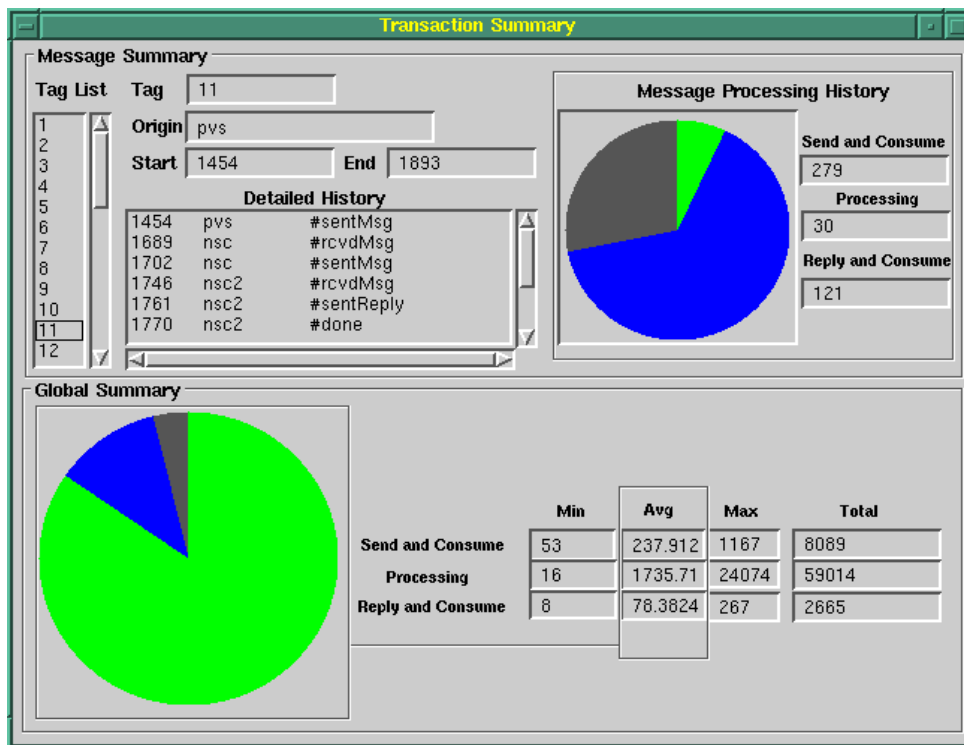 Transaction Summary
Message Summary
Tag List
1
2
3
4
5
6
7
8
9
10
11
12
Tag 11
Origin pvs
Start 1454 End 1893
Detailed History
1454 pvs #sentMsg
1689 nsc #rcvdMsg
1702 nsc #sentMsg
1746 nsc2 #rcvdMsg
1761 nsc2 #sentReply
1770 nsc2 #done
Message Processing History
Send and Consume
279
Processing
30
Reply and Consume
121
Global Summary
Min Avg Max Total
Send and Consume 53 237.912 1167 8089
Processing 16 1735.71 24074 59014
Reply and Consume 8 78.3824 267 2665